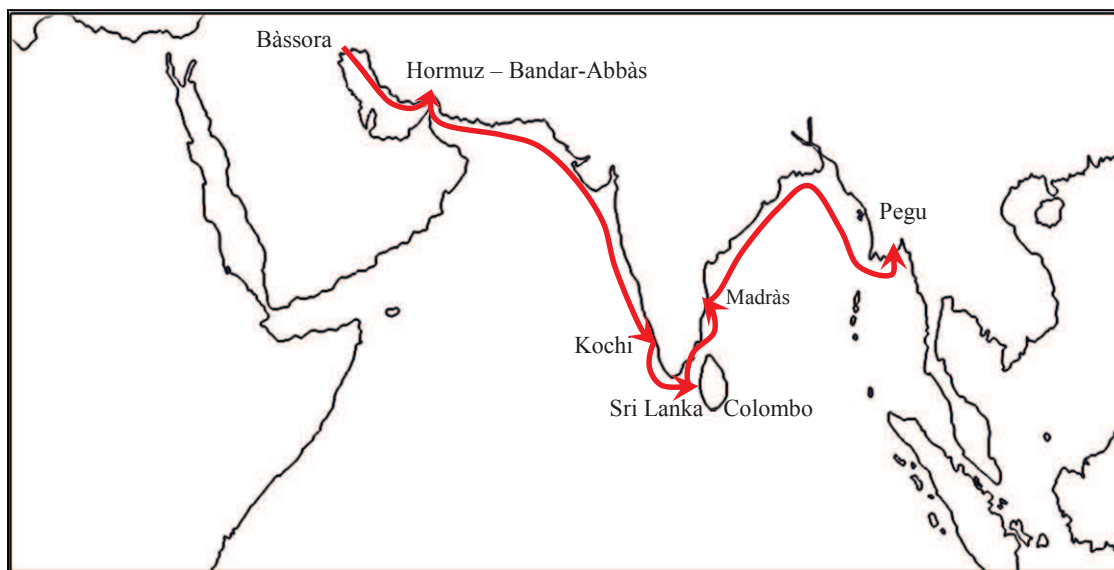 Bàssora
Hormuz – Bandar-Abbàs
Pegu
Madràs
Kochi
Sri Lanka - Colombo